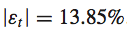 |εt| = 13.85%